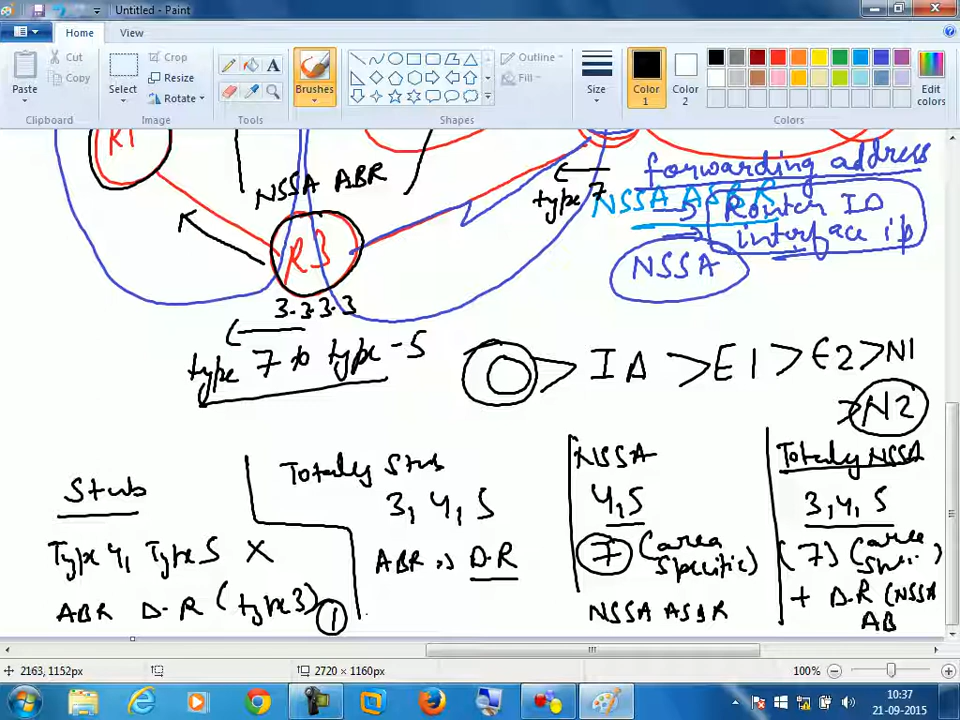 Untitled - Paint
Home
View
Cut
Copy
Paste
Clipboard
Select
Crop
Resize
Rotate
Image
Tools
Brushes
Shapes
Outline
Fill
Size
Color 1
Color 2
Colors
Edit colors
R1
NSSA ABR
type 7
forwarding address
NSSA ASBR
Router ID
interface ip
NSSA
R3
3.3.3.3
type 7 to type -5
O > IA > E1 > E2 > N1
> N2
Stub
Type 4, Type 5 X
ABR D.R (type3) 1
Totally Stub
3, 4, 5
ABR => D.R
NSSA
4,5
7 (area
Specific)
NSSA ASBR
Totally NSSA
3,4,5
(7) (area
+ D.R (NSSA
AB
2163, 1152px
2720 × 1160px
100%
10:37
21-09-2015